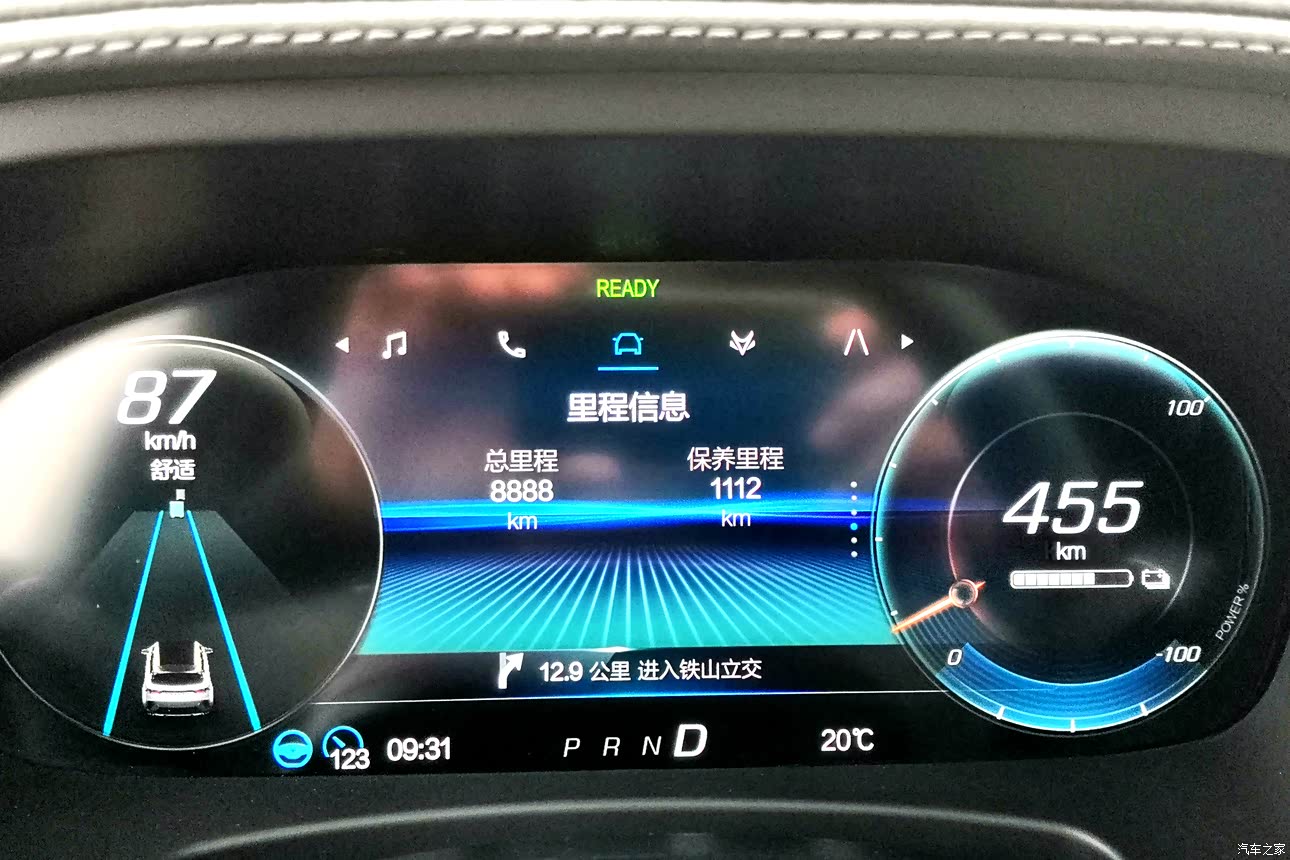 READY
87
km/h
舒适
里程信息
总里程
8888
km
保养里程
1112
km
100
455
km
POWER %
0
-100
12.9 公里 进入铁山立交
123
09:31
P R N D
20℃
汽车之家